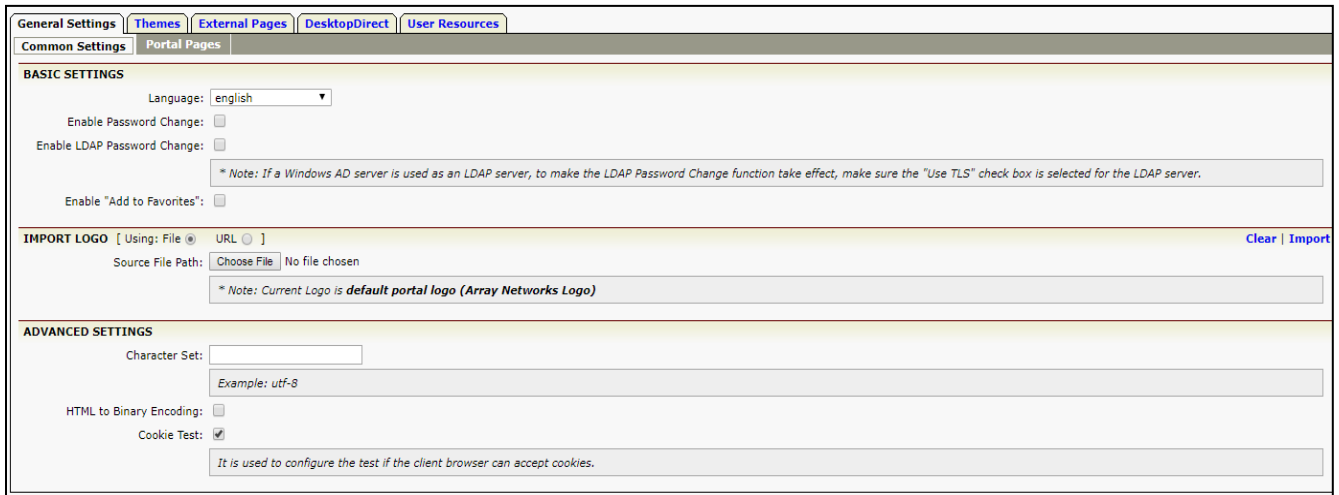 General Settings Themes External Pages DesktopDirect User Resources
Common Settings Portal Pages
BASIC SETTINGS
Language: english
Enable Password Change:
Enable LDAP Password Change:
* Note: If a Windows AD server is used as an LDAP server, to make the LDAP Password Change function take effect, make sure the "Use TLS" check box is selected for the LDAP server.
Enable "Add to Favorites":
IMPORT LOGO [ Using: File URL ] Clear | Import
Source File Path: Choose File No file chosen
* Note: Current Logo is default portal logo (Array Networks Logo)
ADVANCED SETTINGS
Character Set:
Example: utf-8
HTML to Binary Encoding:
Cookie Test:
It is used to configure the test if the client browser can accept cookies.